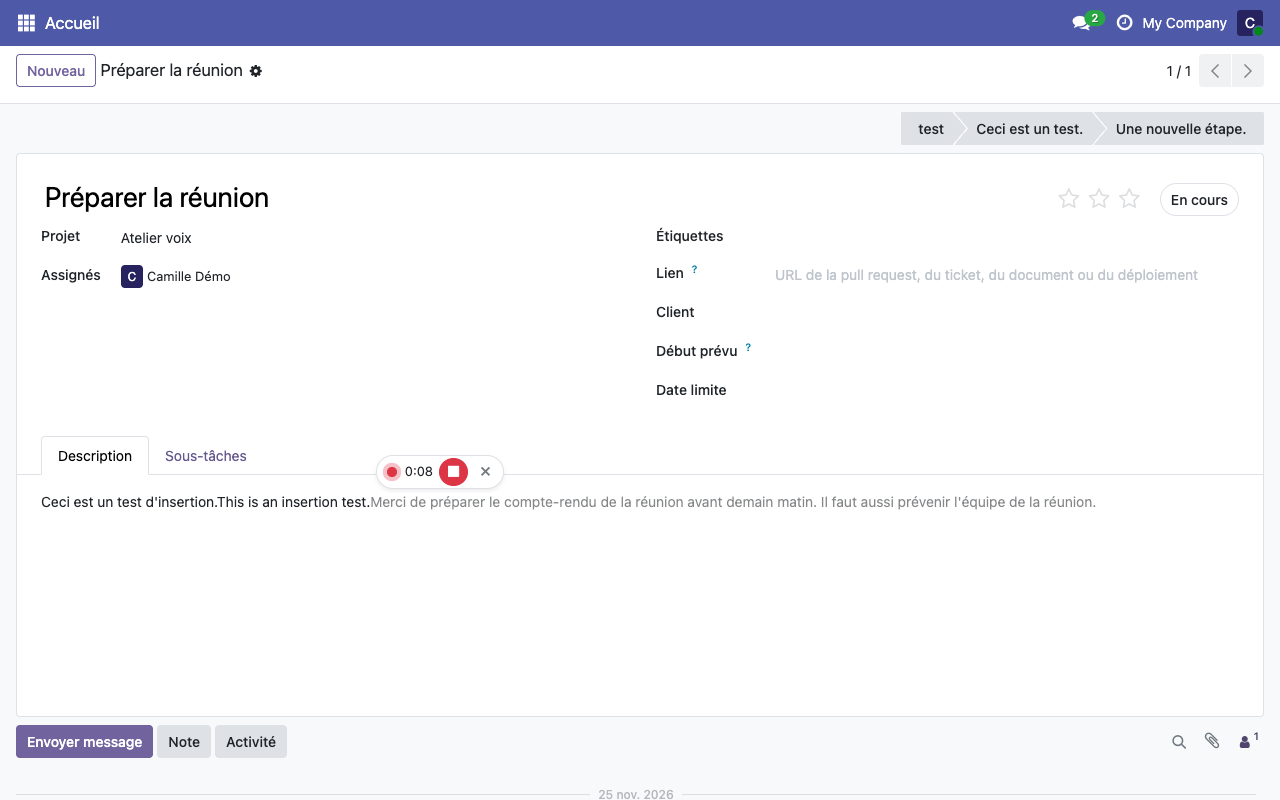 Accueil
2
My Company
C
Nouveau
Préparer la réunion
1 / 1
test
Ceci est un test.
Une nouvelle étape.
Préparer la réunion
En cours
Projet
Atelier voix
Étiquettes
Assignés
C Camille Démo
Lien ?
URL de la pull request, du ticket, du document ou du déploiement
Client
Début prévu ?
Date limite
Description
Sous-tâches
0:08
Ceci est un test d'insertion.This is an insertion test.Merci de préparer le compte-rendu de la réunion avant demain matin. Il faut aussi prévenir l'équipe de la réunion.
Envoyer message
Note
Activité
1
25 nov. 2026